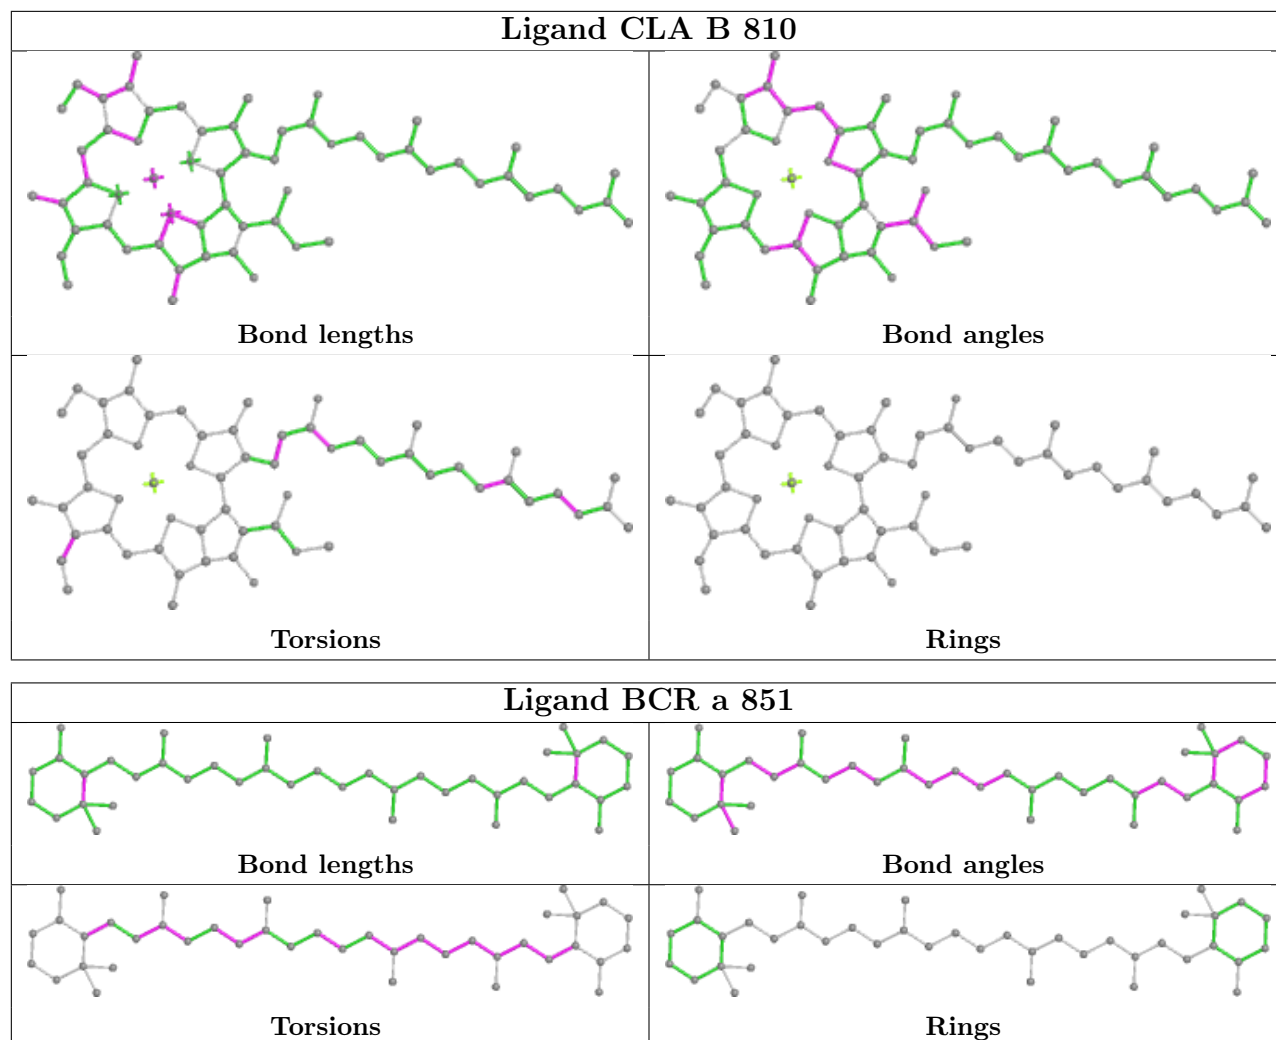 Ligand CLA B 810
Bond lengths
Bond angles
Torsions
Rings
Ligand BCR a 851
Bond lengths
Bond angles
Torsions
Rings